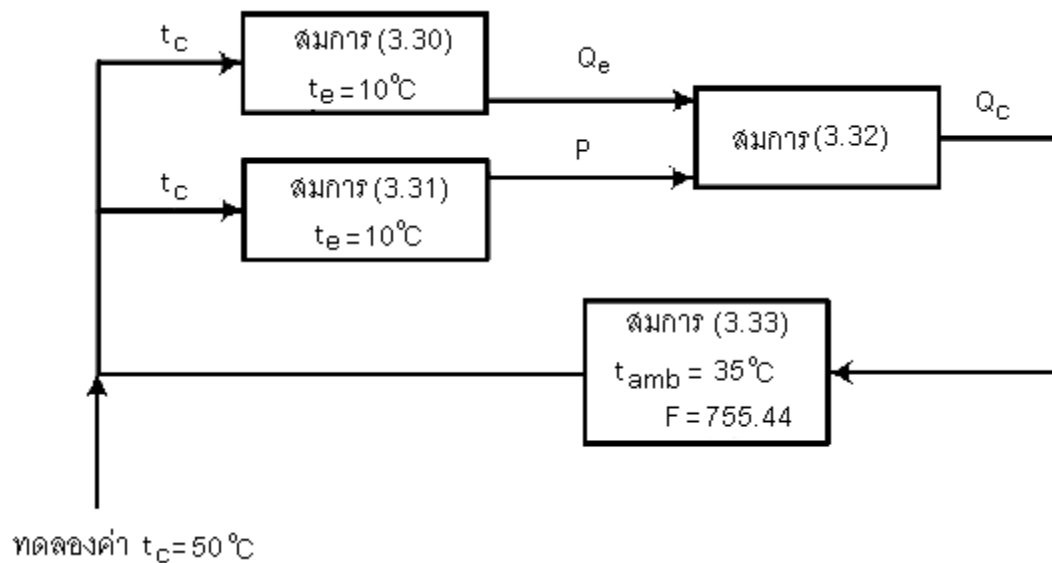 t_c
สมการ (3.30)
t_e = 10°C
Q_e
Q_c
สมการ (3.32)
P
t_c
สมการ (3.31)
t_e = 10°C
สมการ (3.33)
t_amb = 35°C
F = 755.44
ทดลองค่า t_c = 50°C